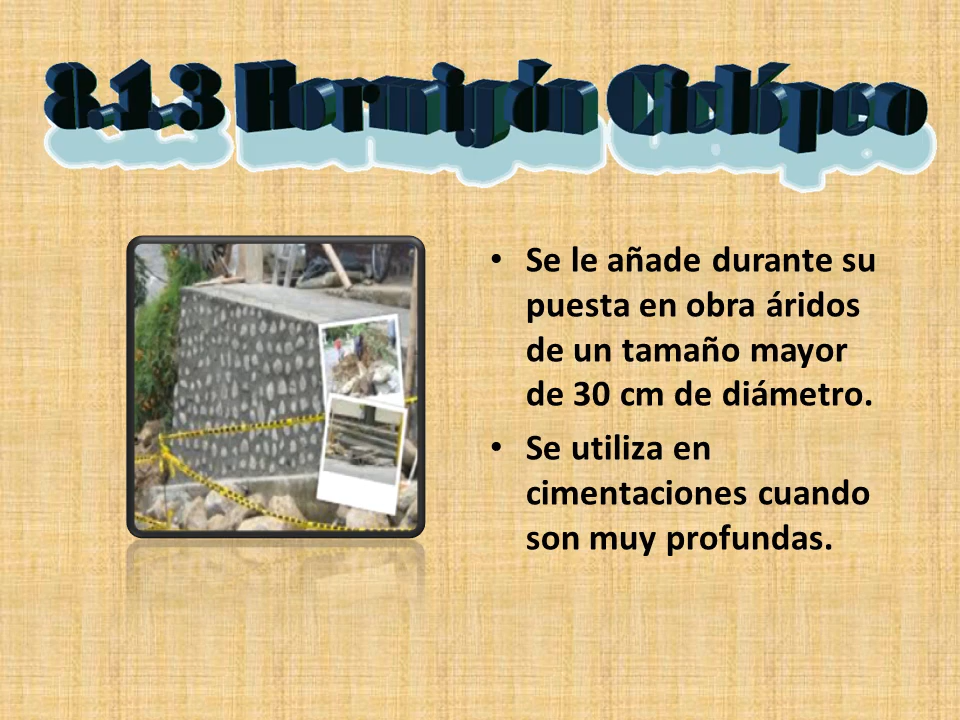 8.1.3 Hormigón Ciclópeo
• Se le añade durante su
puesta en obra áridos
de un tamaño mayor
de 30 cm de diámetro.
• Se utiliza en
cimentaciones cuando
son muy profundas.